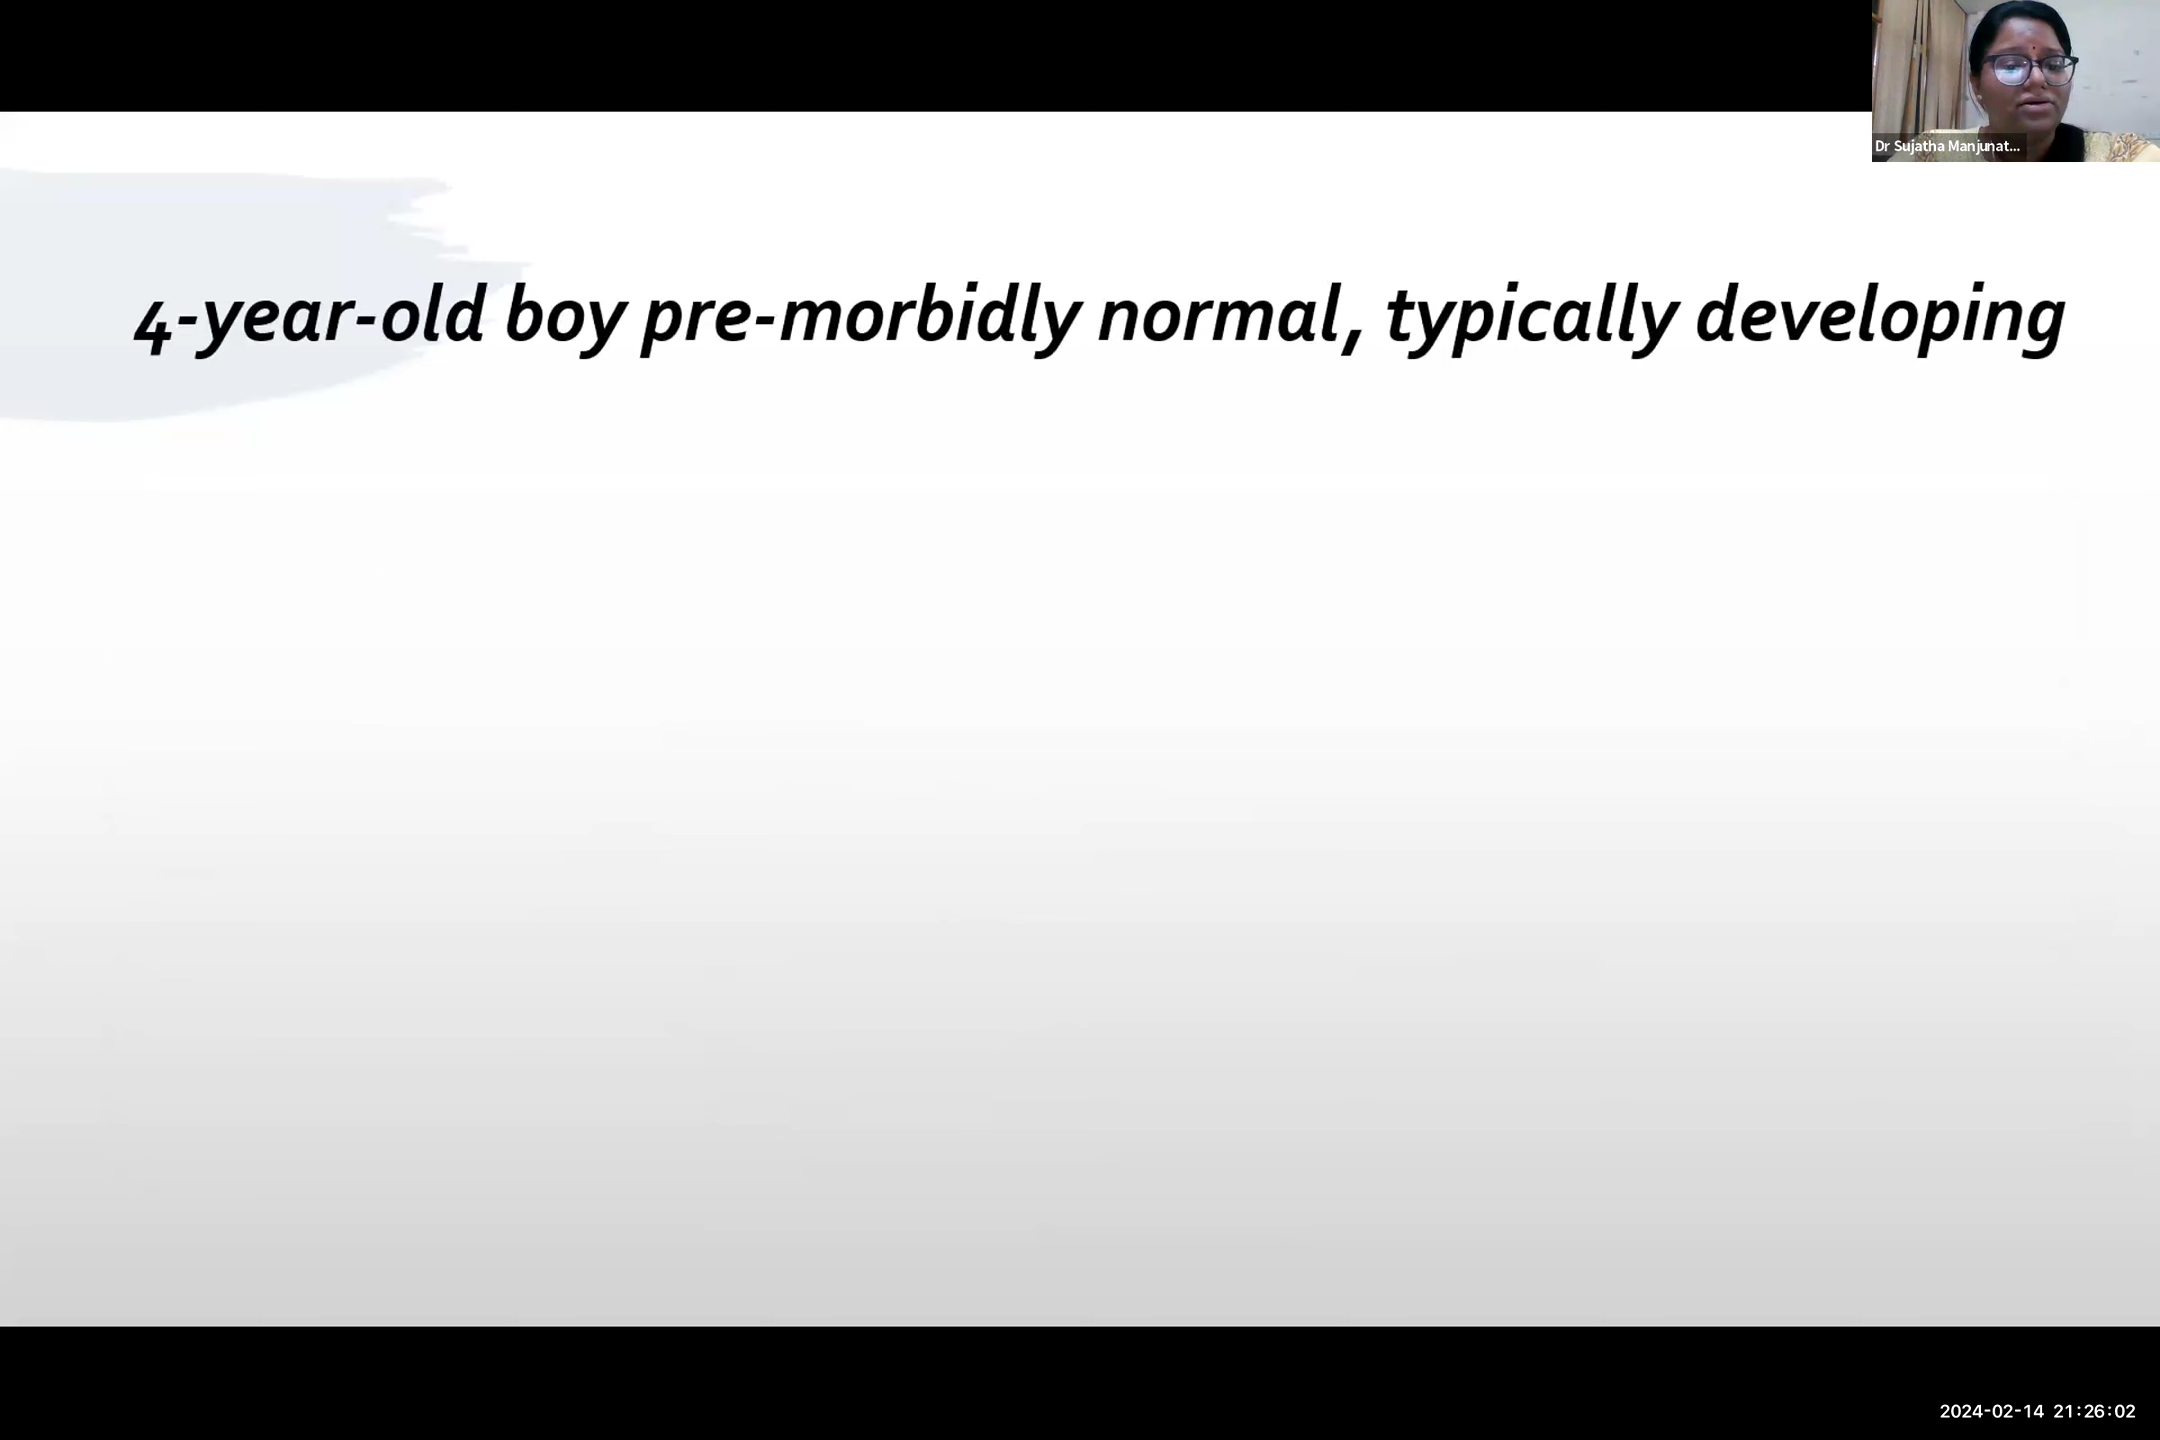 Dr Sujatha Manjunat...
4-year-old boy pre-morbidly normal, typically developing
2024-02-14 21:26:02